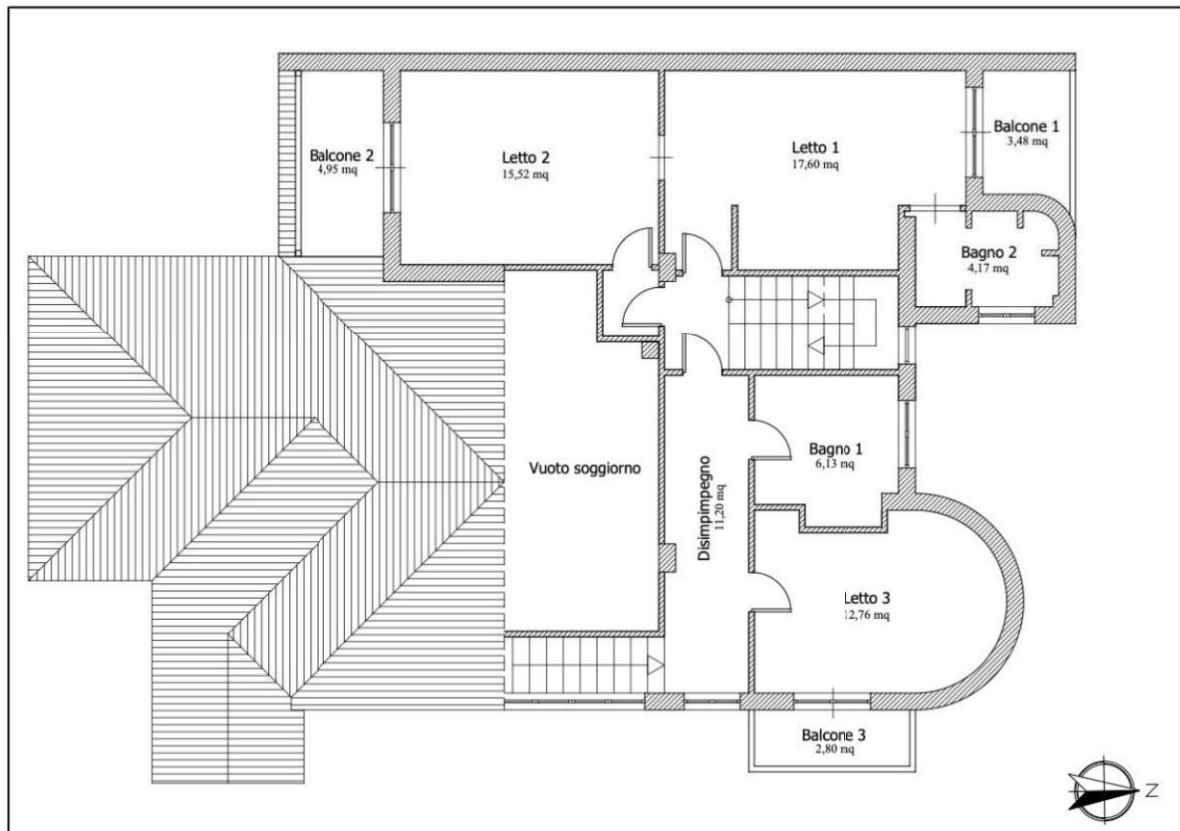 Balcone 2
4,95 mq
Letto 2
15,52 mq
Letto 1
17,60 mq
Balcone 1
3,48 mq
Bagno 2
4,17 mq
Vuoto soggiorno
Disimpimpegno
11,20 mq
Bagno 1
6,13 mq
Letto 3
12,76 mq
Balcone 3
2,80 mq
Z